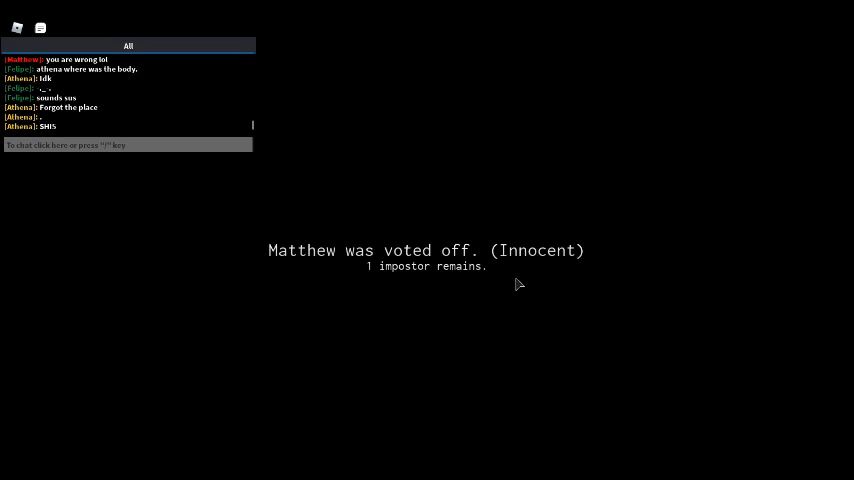 All
[Matthew]: you are wrong lol
[Felipe]: athena where was the body.
[Athena]: Idk
[Felipe]: -._-.
[Felipe]: sounds sus
[Athena]: Forgot the place
[Athena]: .
[Athena]: SHI5
To chat click here or press "/" key
Matthew was voted off. (Innocent)
1 impostor remains.